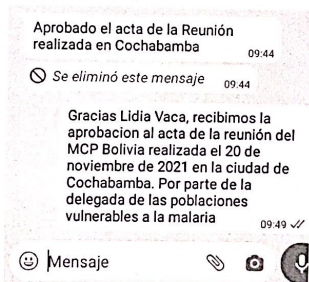 Aprobado el acta de la Reunión
realizada en Cochabamba
09:44
Se eliminó este mensaje 09:44
Gracias Lidia Vaca, recibimos la
aprobacion al acta de la reunión del
MCP Bolivia realizada el 20 de
noviembre de 2021 en la ciudad de
Cochabamba. Por parte de la
delegada de las poblaciones
vulnerables a la malaria
09:49
Mensaje